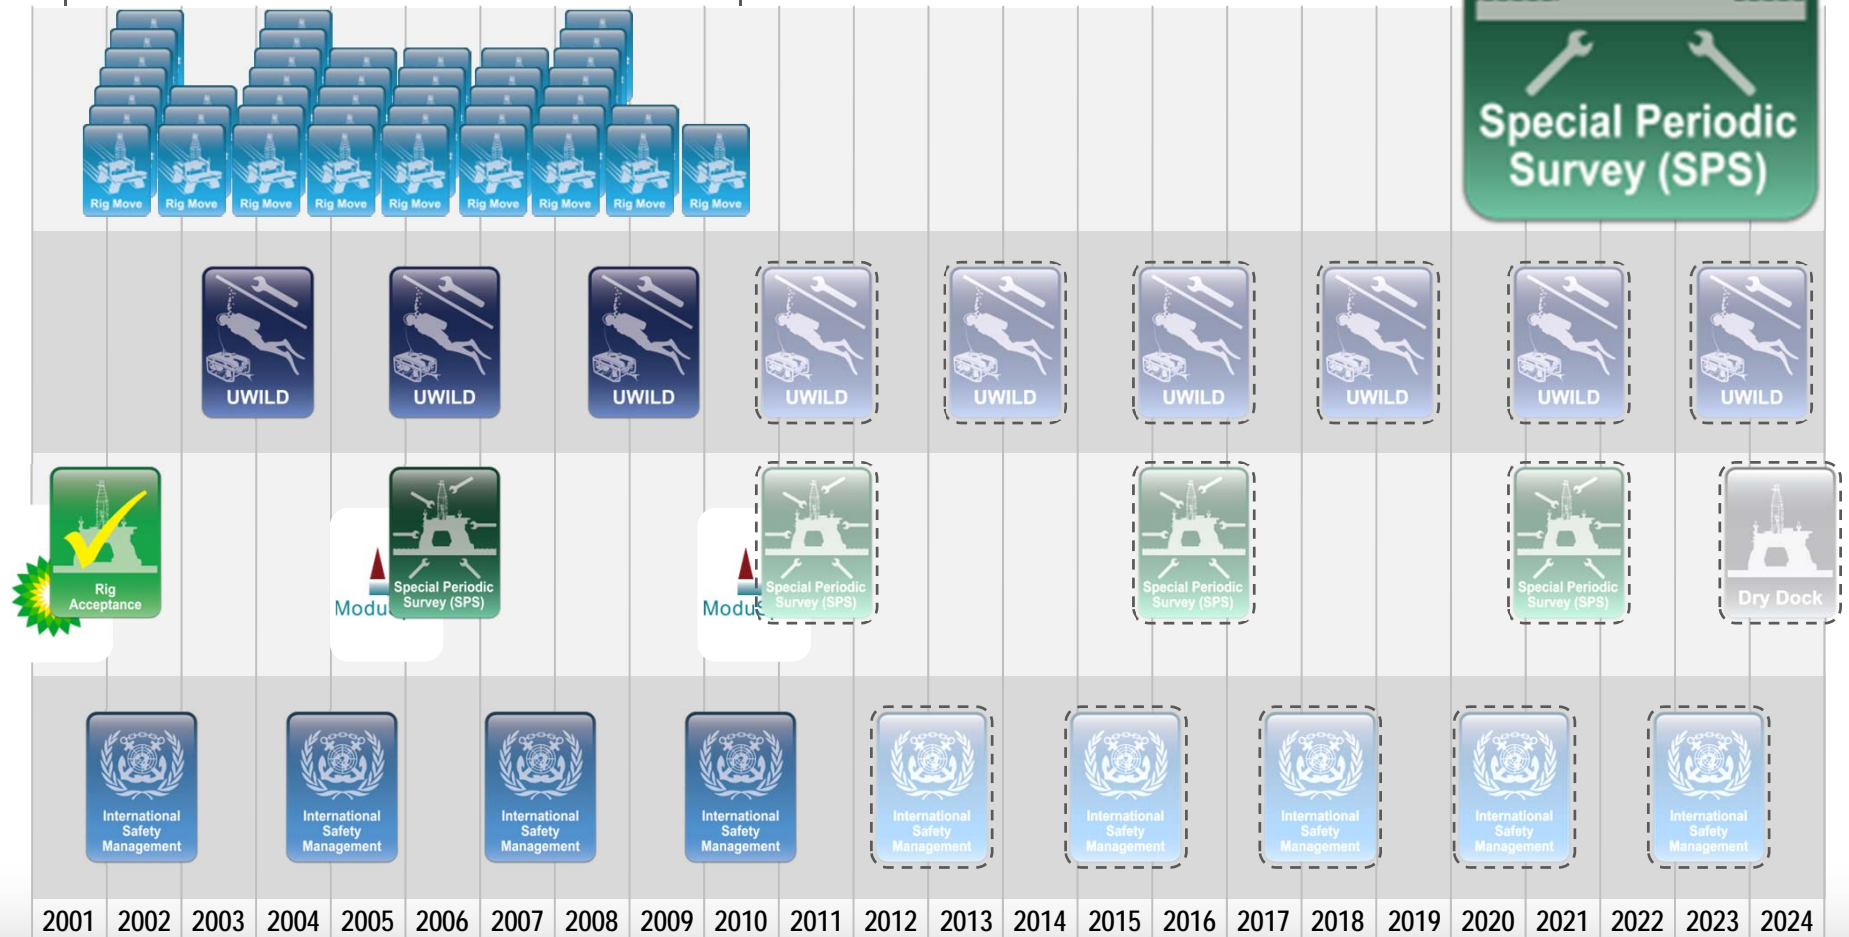 Special Periodic
Survey (SPS)
Rig Move Rig Move Rig Move Rig Move Rig Move Rig Move Rig Move Rig Move Rig Move
UWILD UWILD UWILD UWILD UWILD UWILD UWILD UWILD UWILD
Rig
Acceptance
Modu
Special Periodic
Survey (SPS)
Modu
Special Periodic
Survey (SPS)
Special Periodic
Survey (SPS)
Special Periodic
Survey (SPS)
Dry Dock
International
Safety
Management
International
Safety
Management
International
Safety
Management
International
Safety
Management
International
Safety
Management
International
Safety
Management
International
Safety
Management
International
Safety
Management
International
Safety
Management
2001 2002 2003 2004 2005 2006 2007 2008 2009 2010 2011 2012 2013 2014 2015 2016 2017 2018 2019 2020 2021 2022 2023 2024